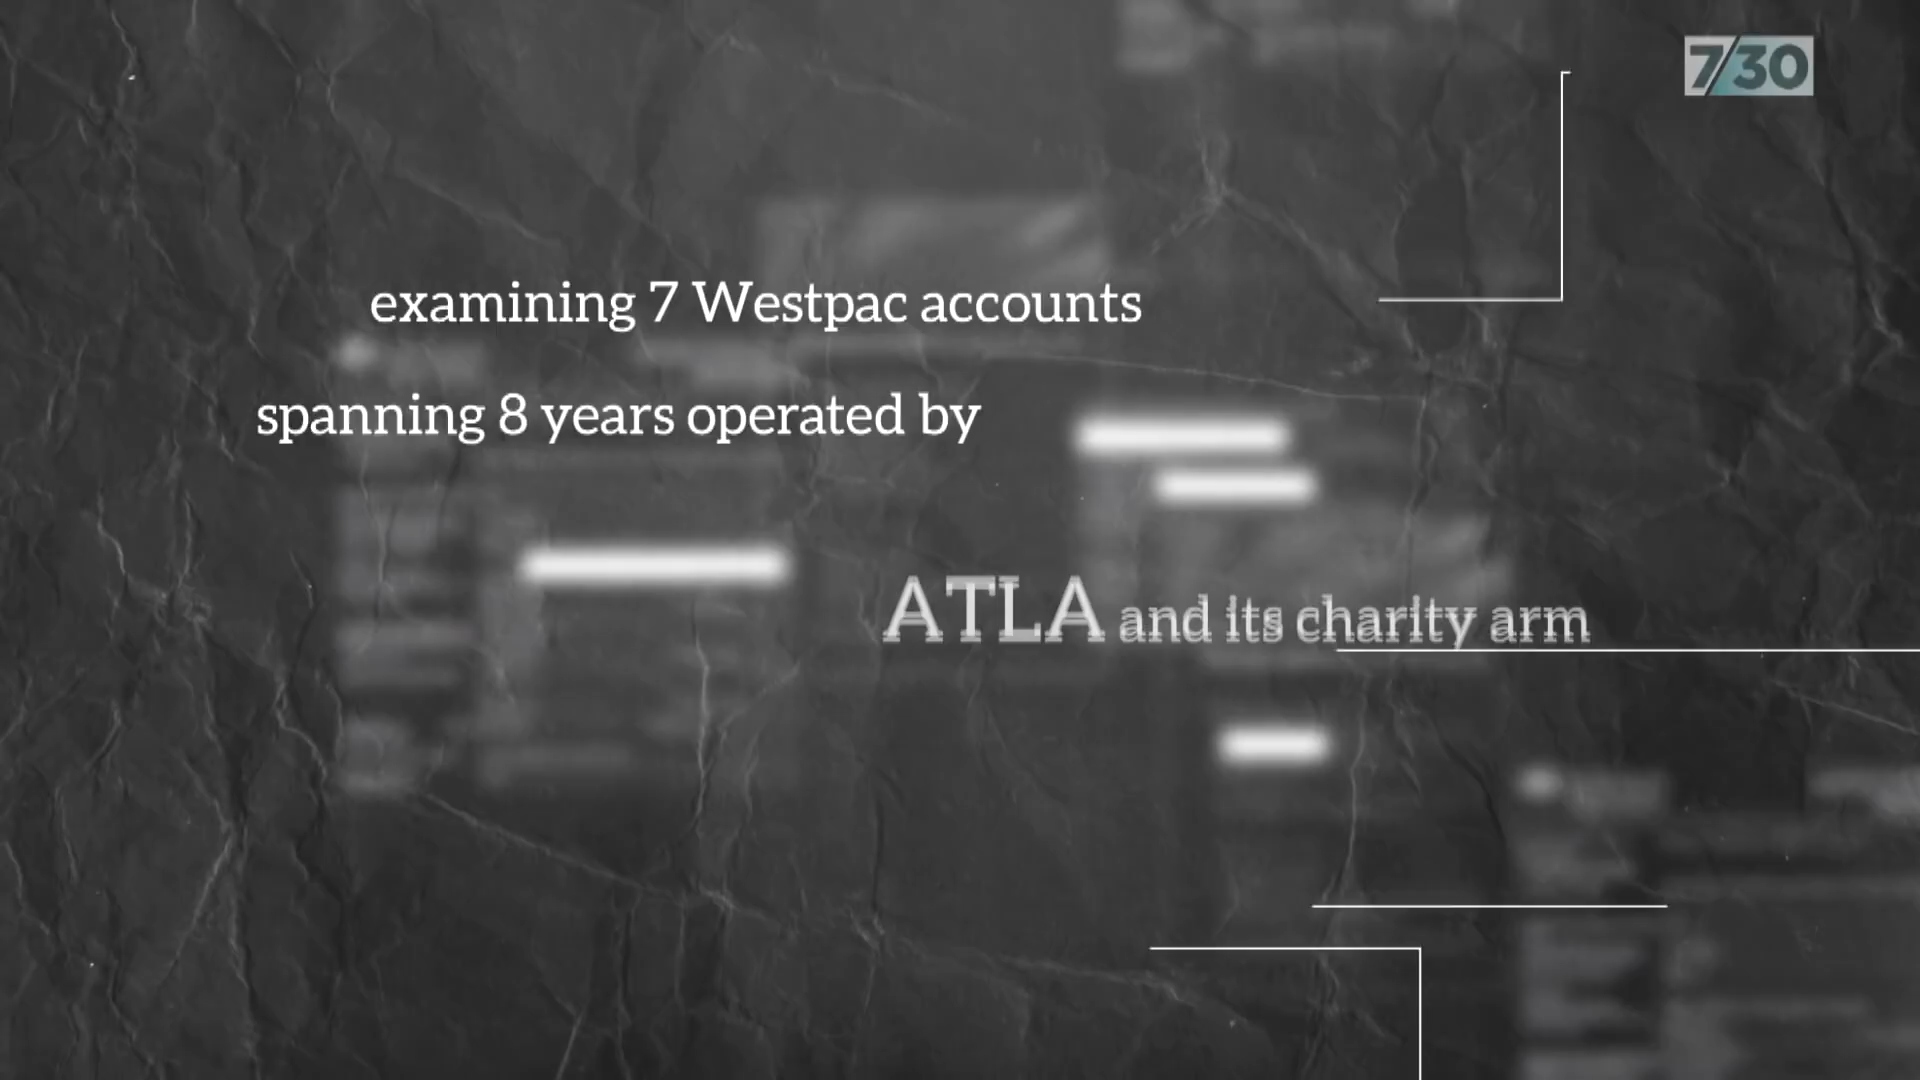 7/30
examining 7 Westpac accounts
spanning 8 years operated by
ATLA and its charity arm